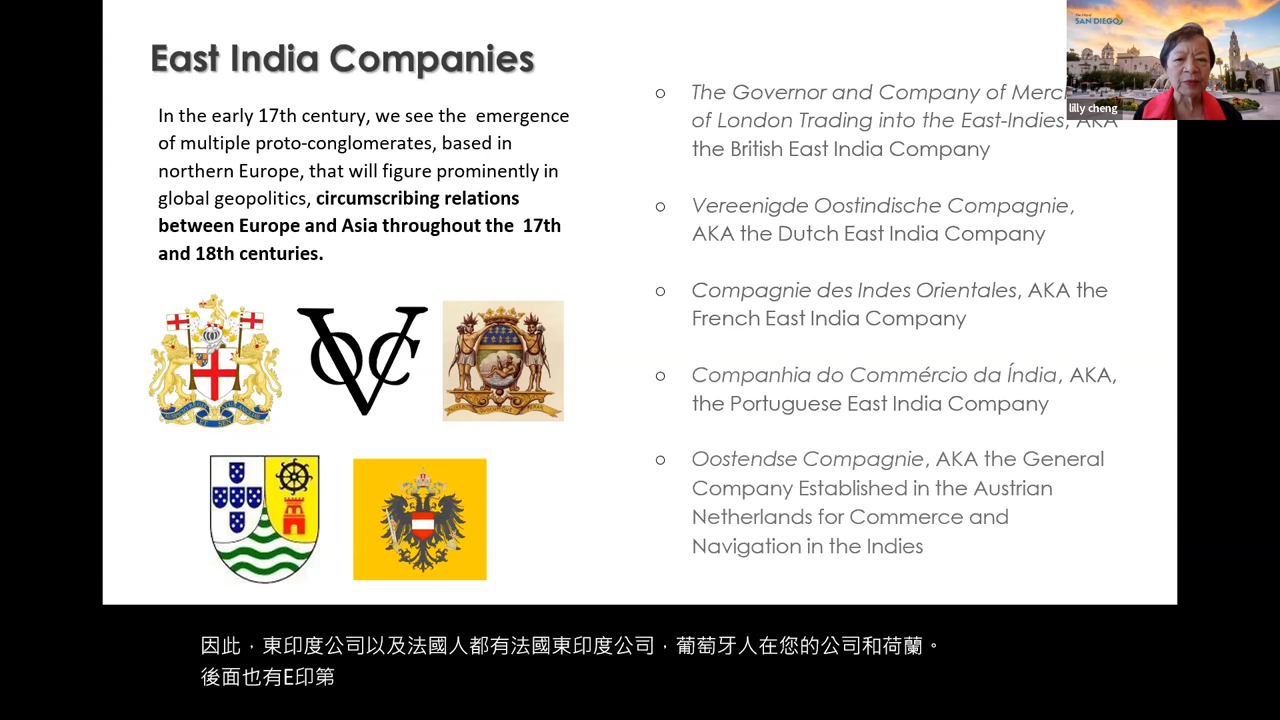 East India Companies
In the early 17th century, we see the emergence
of multiple proto-conglomerates, based in
northern Europe, that will figure prominently in
global geopolitics, circumscribing relations
between Europe and Asia throughout the 17th
and 18th centuries.
VOC
The Governor and Company of
of London Trading into the East-Indies, AKA
the British East India Company
Vereenigde Oostindische Compagnie,
AKA the Dutch East India Company
Compagnie des Indes Orientales, AKA the
French East India Company
Companhia do Commércio da Índia, AKA,
the Portuguese East India Company
Oostendse Compagnie, AKA the General
Company Established in the Austrian
Netherlands for Commerce and
Navigation in the Indies
SAN DIEGO
lilly cheng
因此，東印度公司以及法國人都有法國東印度公司，葡萄牙人在您的公司和荷蘭。
後面也有E印第